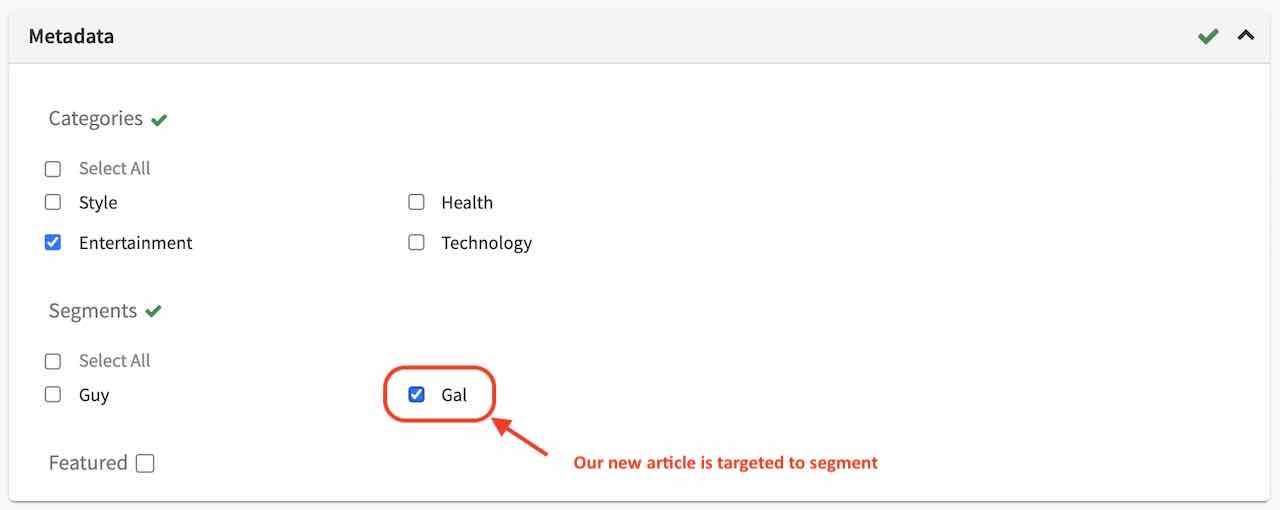 Metadata
Categories
Select All
Style
Health
Entertainment
Technology
Segments
Select All
Guy
Gal
Featured
Our new article is targeted to segment